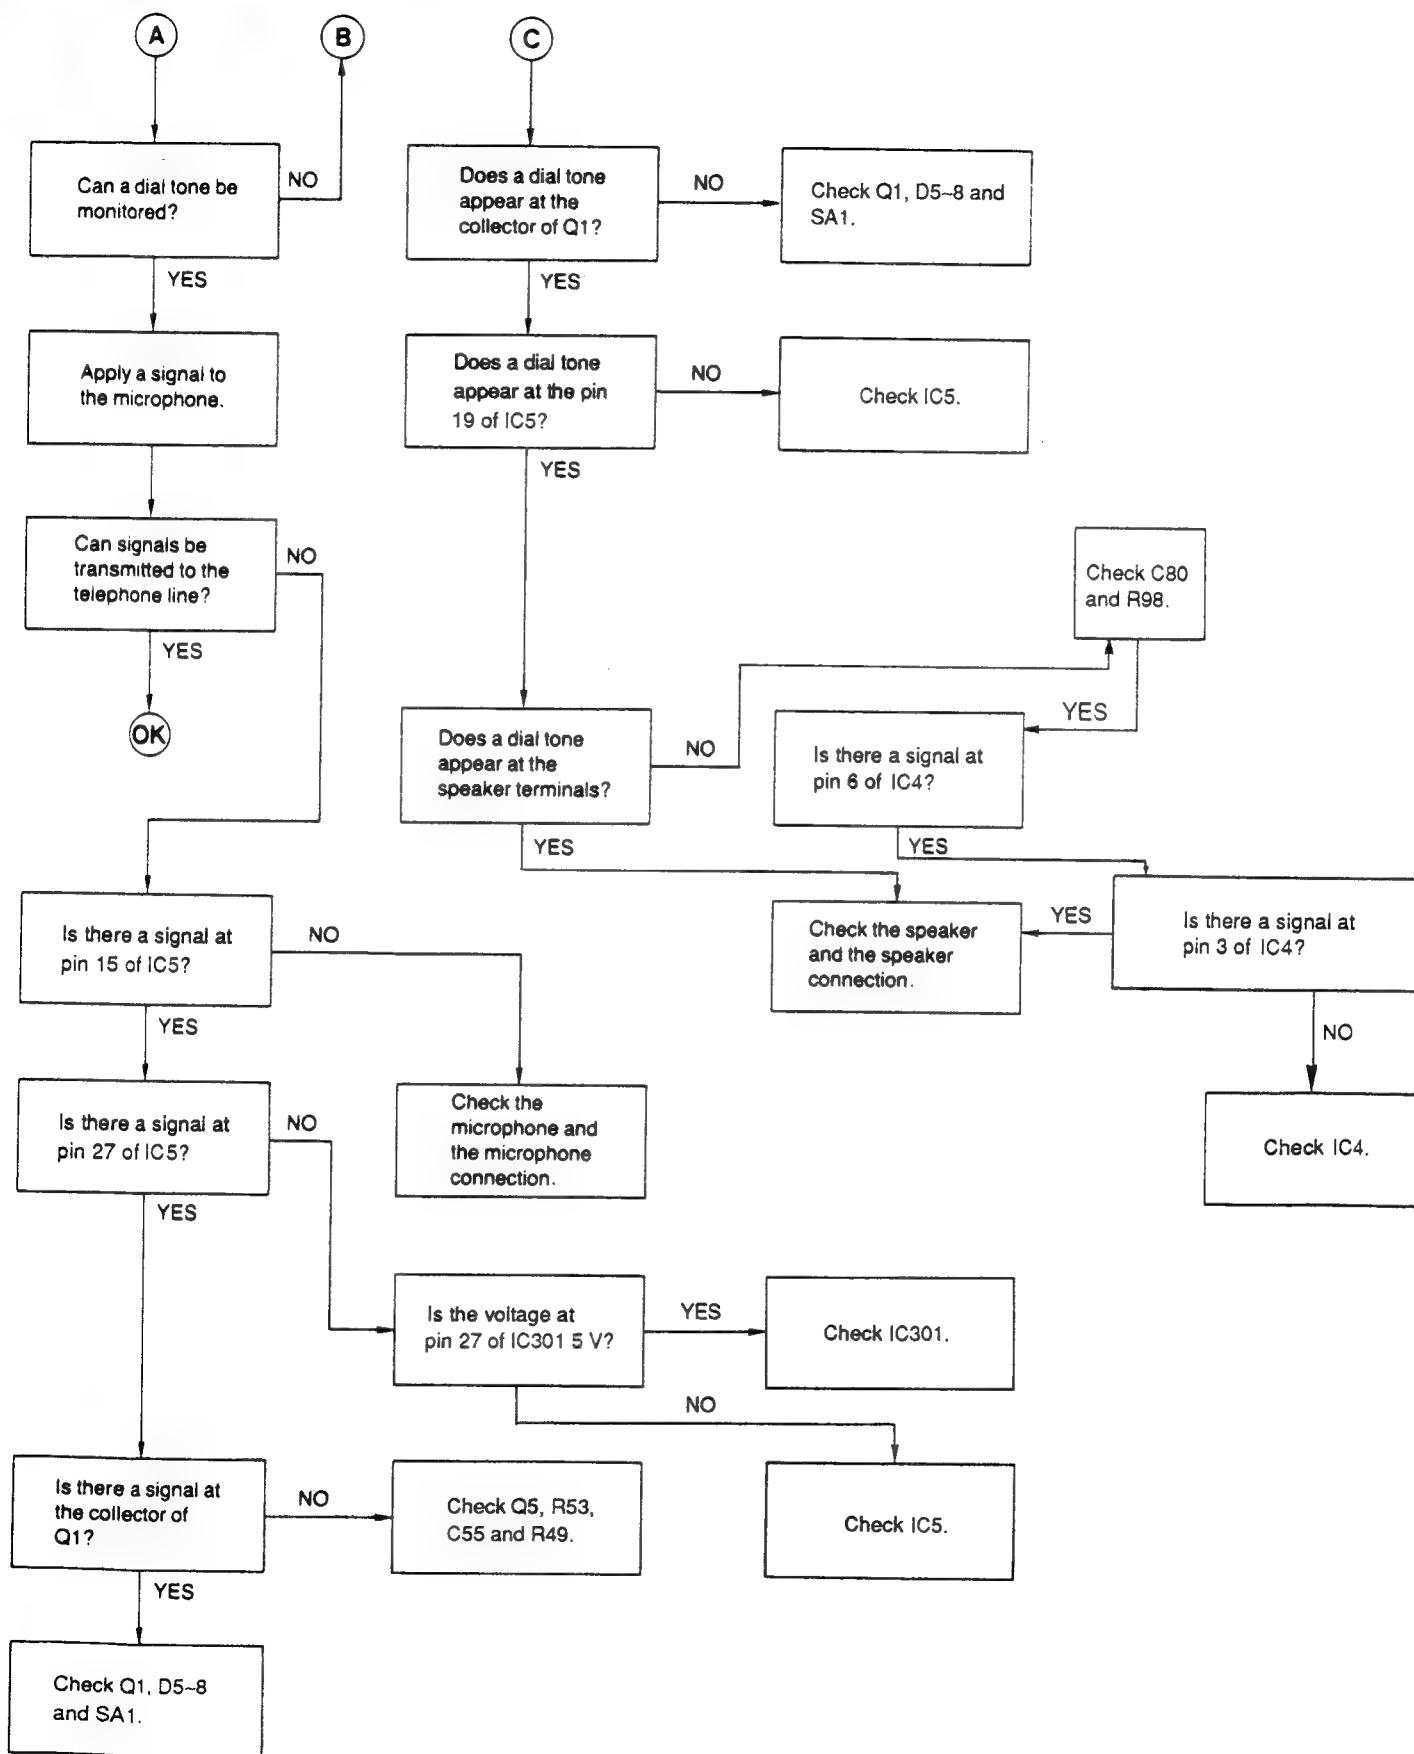 A
B
C
Can a dial tone be
monitored?
NO
YES
Apply a signal to
the microphone.
Can signals be
transmitted to the
telephone line?
NO
YES
OK
Does a dial tone
appear at the
collector of Q1?
NO
Check Q1, D5~8 and
SA1.
YES
Does a dial tone
appear at the pin
19 of IC5?
NO
Check IC5.
YES
Does a dial tone
appear at the
speaker terminals?
NO
Check C80
and R98.
YES
Is there a signal at
pin 6 of IC4?
YES
YES
Check the speaker
and the speaker
connection.
YES
Is there a signal at
pin 3 of IC4?
NO
Check IC4.
Is there a signal at
pin 15 of IC5?
NO
YES
Check the
microphone and
the microphone
connection.
Is there a signal at
pin 27 of IC5?
NO
YES
Is the voltage at
pin 27 of IC301 5 V?
YES
Check IC301.
NO
Check IC5.
Is there a signal at
the collector of
Q1?
NO
Check Q5, R53,
C55 and R49.
YES
Check Q1, D5~8
and SA1.